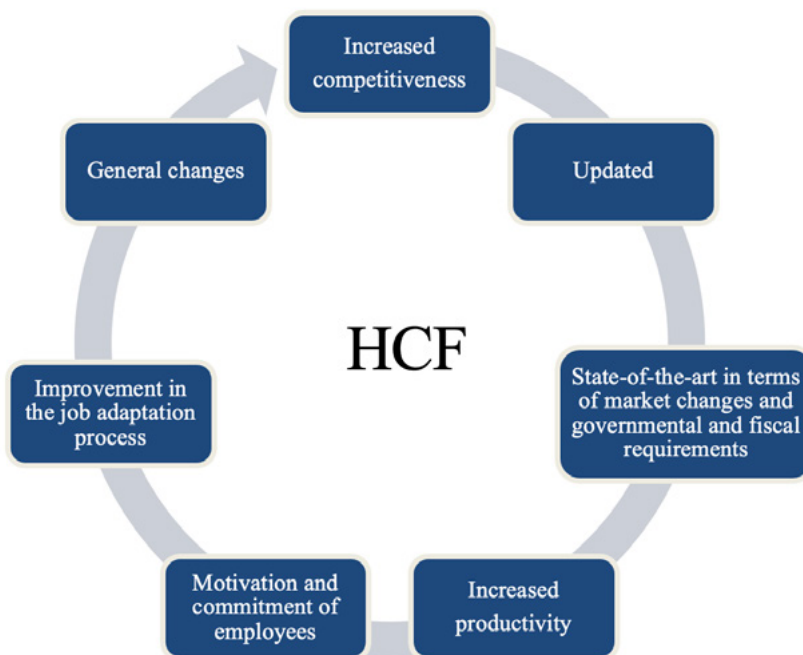 Increased
competitiveness
Updated
State-of-the-art in terms
of market changes and
governmental and fiscal
requirements
Increased
productivity
Motivation and
commitment of
employees
Improvement in
the job adaptation
process
General changes
HCF